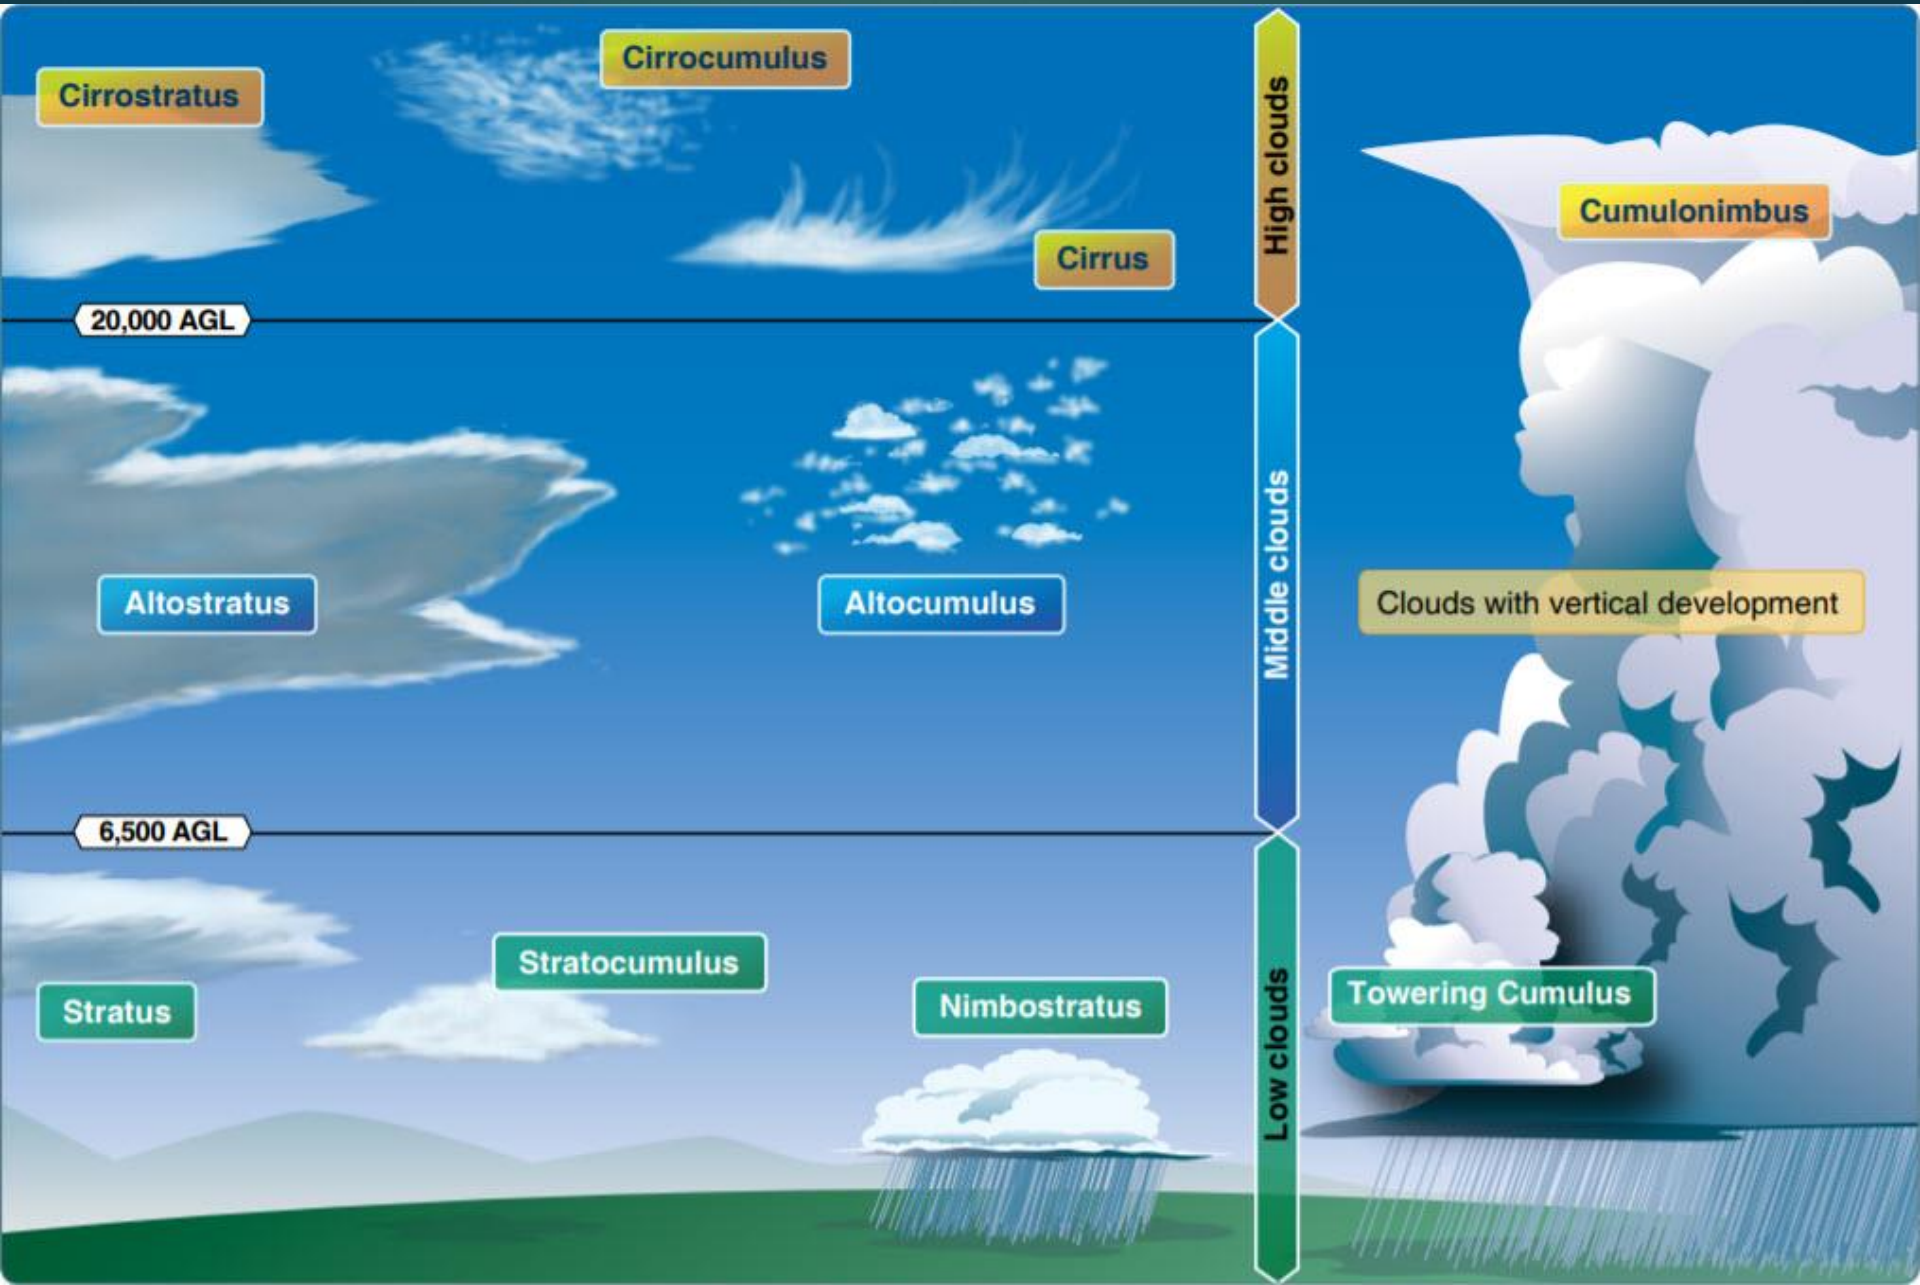 Cirrocumulus
Cirrostratus
High clouds
Cumulonimbus
Cirrus
20,000 AGL
Middle clouds
Altostratus
Altocumulus
Clouds with vertical development
6,500 AGL
Stratocumulus
Stratus
Nimbostratus
Low clouds
Towering Cumulus